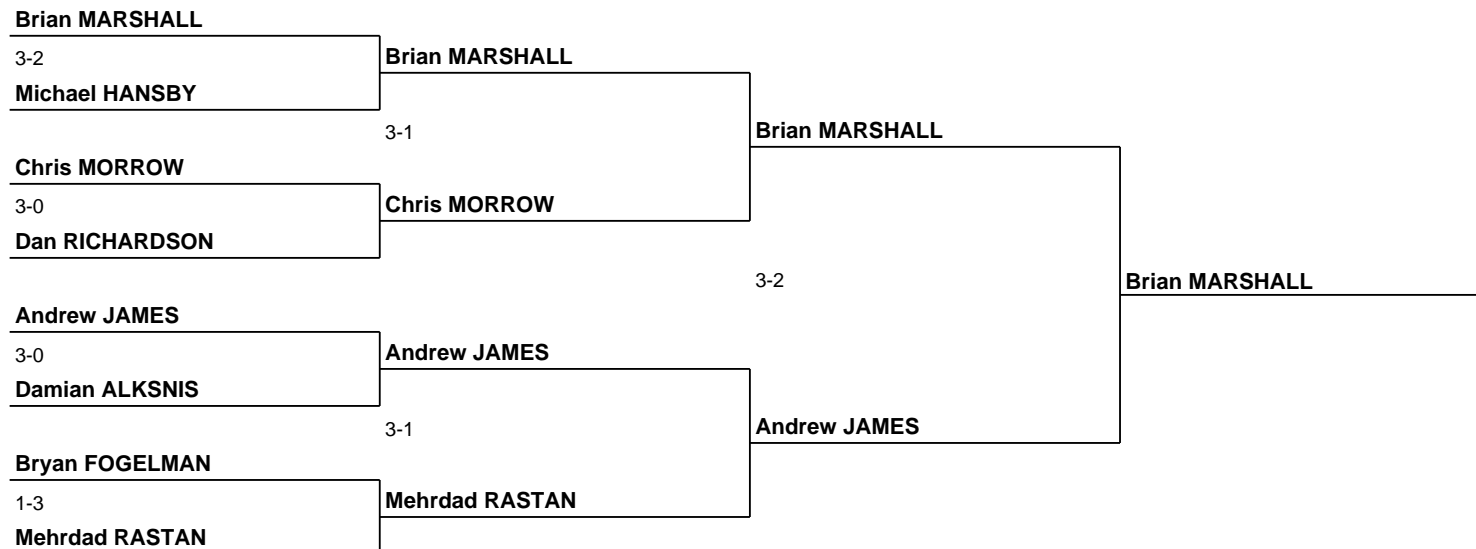 Brian MARSHALL
3-2
Michael HANSBY
Chris MORROW
3-0
Dan RICHARDSON
Andrew JAMES
3-0
Damian ALKSNIS
Bryan FOGELMAN
1-3
Mehrdad RASTAN
Brian MARSHALL
3-1
Chris MORROW
Andrew JAMES
3-1
Mehrdad RASTAN
Brian MARSHALL
3-2
Andrew JAMES
Brian MARSHALL